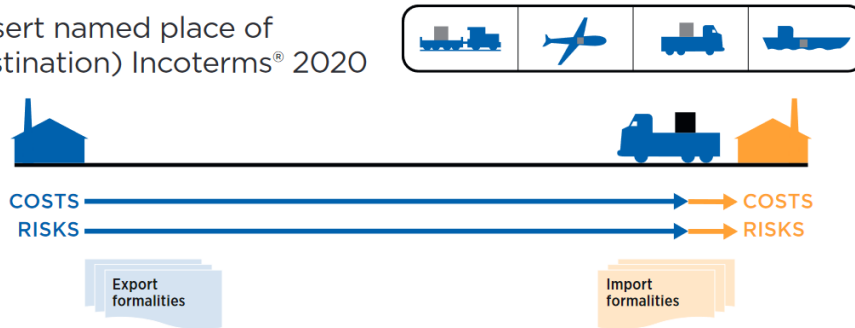 sert named place of
stination) Incoterms® 2020
COSTS COSTS
RISKS RISKS
Export
formalities
Import
formalities